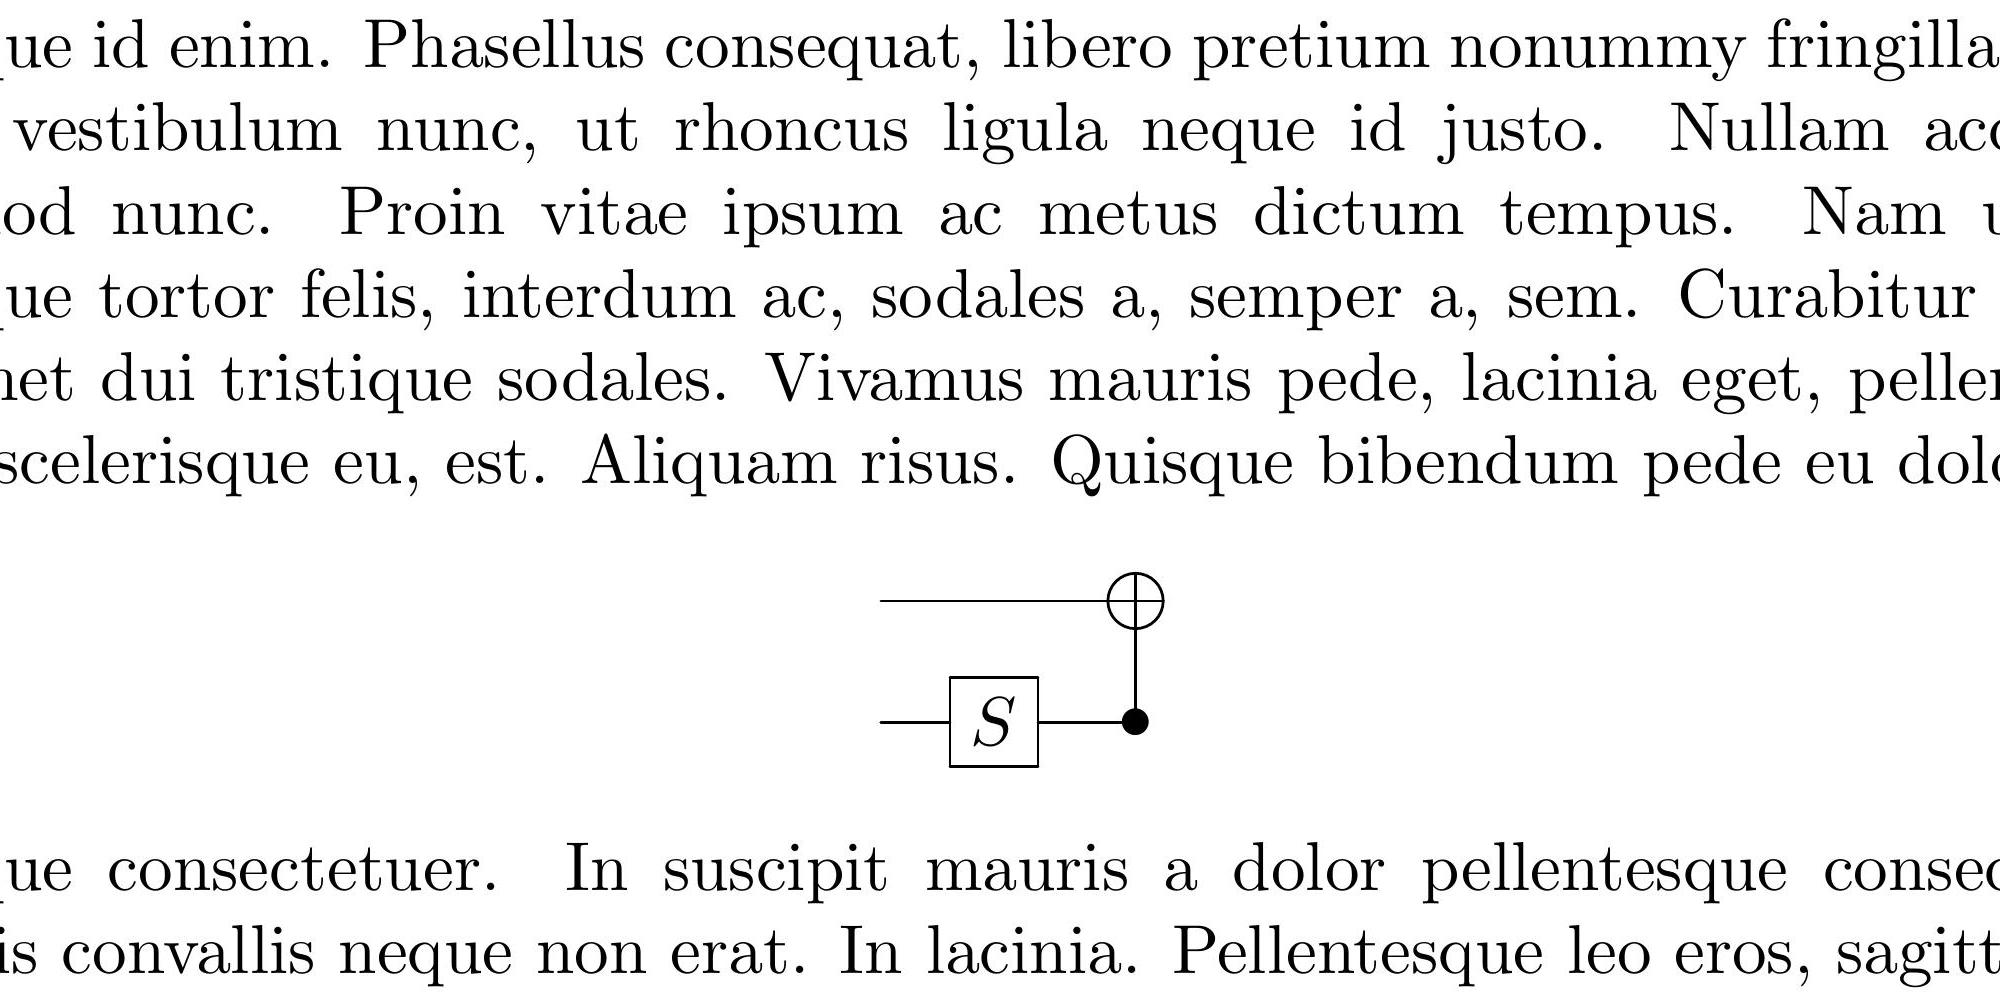 ue id enim. Phasellus consequat, libero pretium nonummy fringilla
vestibulum nunc, ut rhoncus ligula neque id justo. Nullam acc
od nunc. Proin vitae ipsum ac metus dictum tempus. Nam u
ue tortor felis, interdum ac, sodales a, semper a, sem. Curabitur
et dui tristique sodales. Vivamus mauris pede, lacinia eget, peller
scelerisque eu, est. Aliquam risus. Quisque bibendum pede eu dolo
S
ue consectetuer. In suscipit mauris a dolor pellentesque consec
is convallis neque non erat. In lacinia. Pellentesque leo eros, sagitt